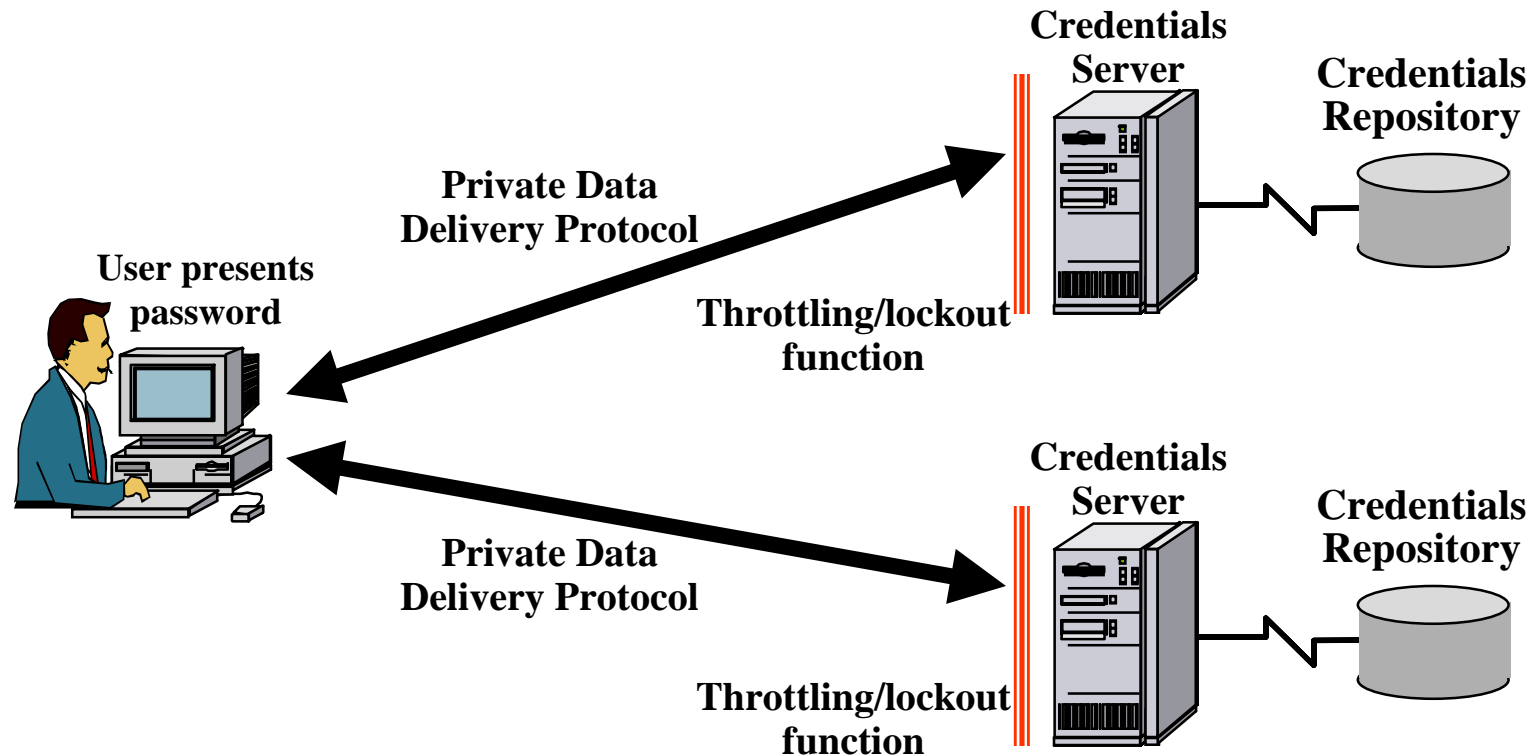 Credentials
Server
Credentials
Repository
Private Data
Delivery Protocol
User presents
password
Throttling/lockout
function
Credentials
Server
Credentials
Repository
Private Data
Delivery Protocol
Throttling/lockout
function